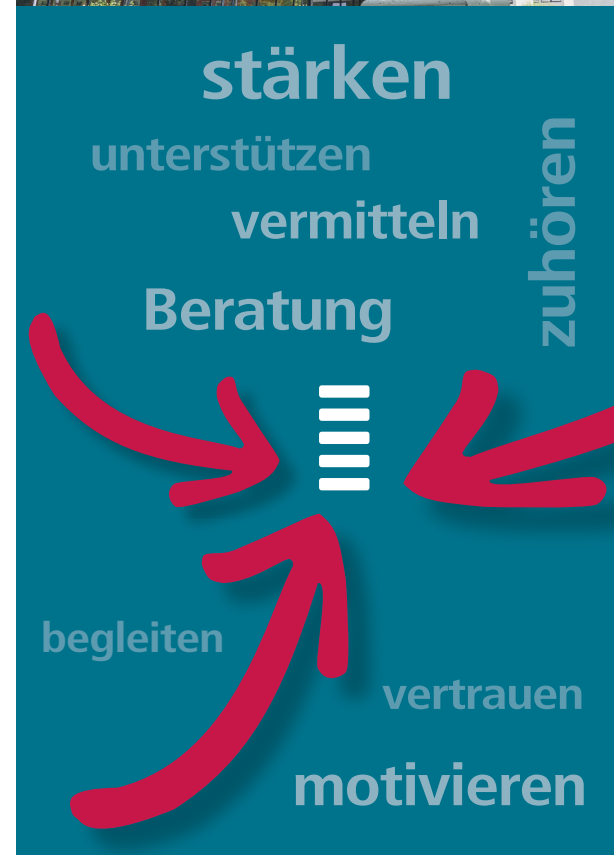 stärken
unterstützen
zuhören
vermitteln
Beratung
begleiten
vertrauen
motivieren